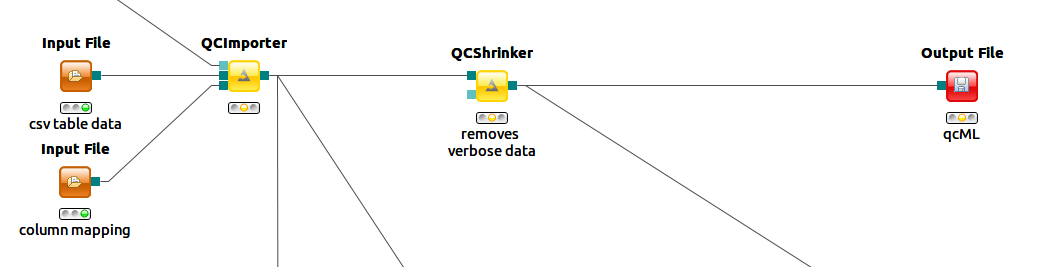 Input File
csv table data
Input File
column mapping
QCImporter
QCShrinker
removes
verbose data
Output File
qcML